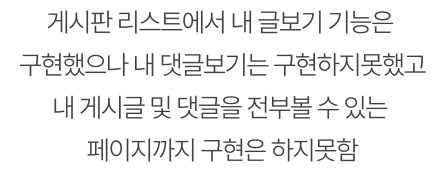 게시판 리스트에서 내 글보기 기능은
구현했으나 내 댓글보기는 구현하지못했고
내 게시글 및 댓글을 전부볼 수 있는
페이지까지 구현은 하지못함